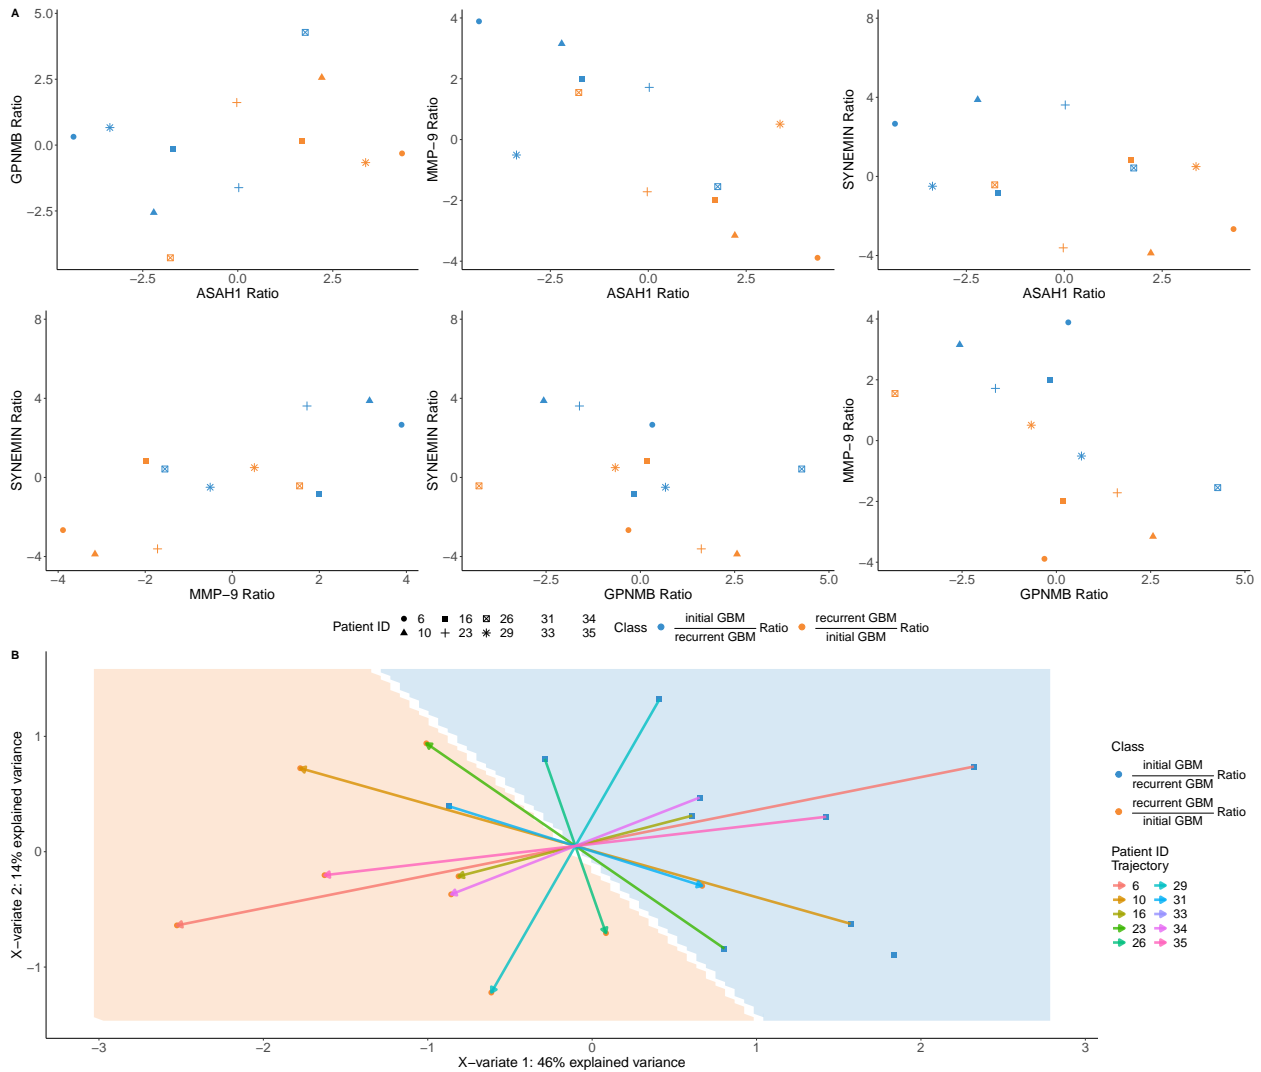 A
5.0
2.5
0.0
−2.5
GPNMB Ratio
−2.5
0.0
2.5
ASAH1 Ratio
4
2
0
−2
−4
MMP−9 Ratio
−2.5
0.0
2.5
ASAH1 Ratio
8
4
0
−4
SYNEMIN Ratio
−2.5
0.0
2.5
ASAH1 Ratio
8
4
0
−4
SYNEMIN Ratio
−4
−2
0
2
4
MMP−9 Ratio
8
4
0
−4
SYNEMIN Ratio
−2.5
0.0
2.5
5.0
GPNMB Ratio
4
2
0
−2
−4
MMP−9 Ratio
−2.5
0.0
2.5
5.0
GPNMB Ratio
Patient ID
6
16
26
31
34
10
23
29
33
35
Class
initial GBM
recurrent GBM
Ratio
recurrent GBM
initial GBM
Ratio
B
1
0
−1
X−variate 2: 14% explained variance
−3
−2
−1
0
1
2
3
X−variate 1: 46% explained variance
Class
initial GBM
recurrent GBM
Ratio
recurrent GBM
initial GBM
Ratio
Patient ID
Trajectory
6
29
10
31
16
33
23
34
26
35